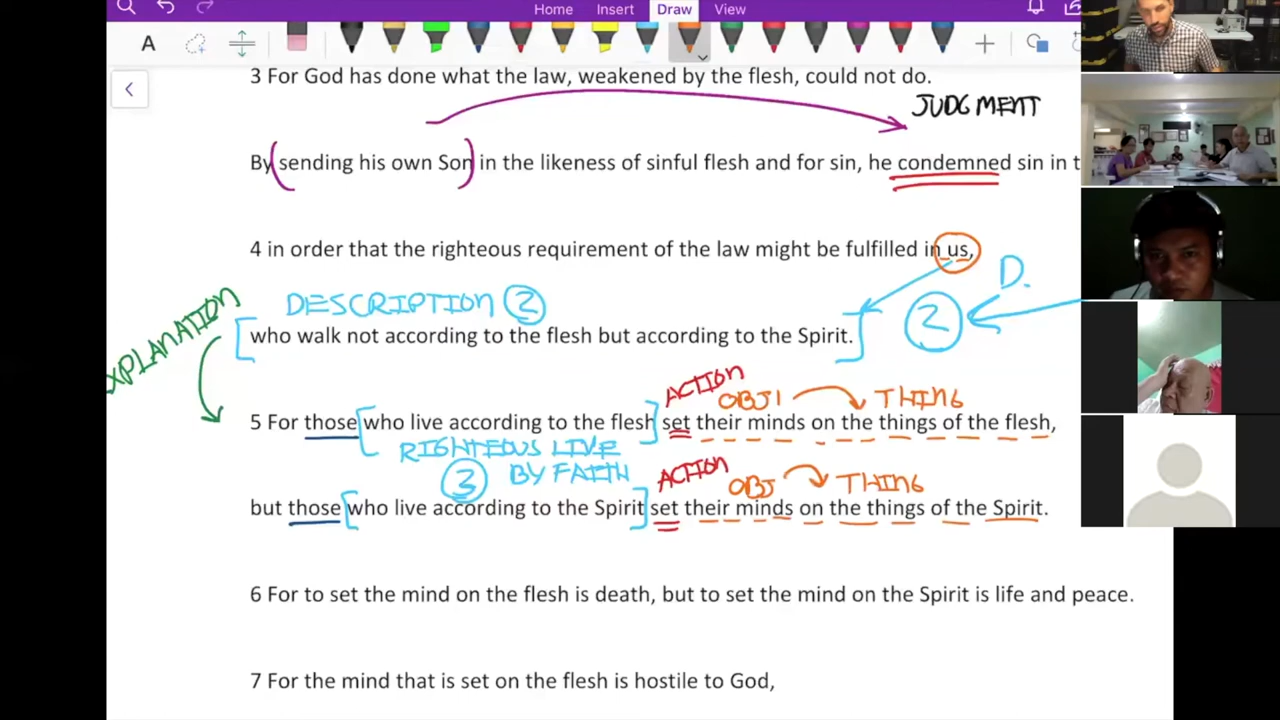 Home Insert Draw View
A
3 For God has done what the law, weakened by the flesh, could not do.
JUDGMENT
By (sending his own Son) in the likeness of sinful flesh and for sin, he condemned sin in t
4 in order that the righteous requirement of the law might be fulfilled in us,
D.
DESCRIPTION 2
2
EXPLANATION
[who walk not according to the flesh but according to the Spirit.]
ACTION OBJ1 THING
5 For those [who live according to the flesh] set their minds on the things of the flesh,
RIGHTEOUS LIVE
3 BY FAITH ACTION OBJ THING
but those [who live according to the Spirit] set their minds on the things of the Spirit.
6 For to set the mind on the flesh is death, but to set the mind on the Spirit is life and peace.
7 For the mind that is set on the flesh is hostile to God,